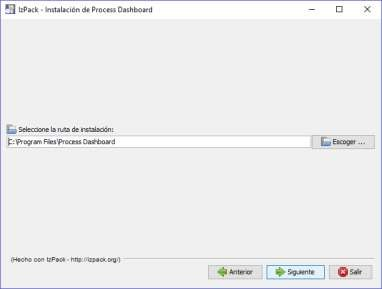 IzPack - Instalación de Process Dashboard
Seleccione la ruta de instalación:
C:\Program Files\Process Dashboard
Escoger ...
(Hecho con IzPack - http://izpack.org/)
Anterior
Siguiente
Salir